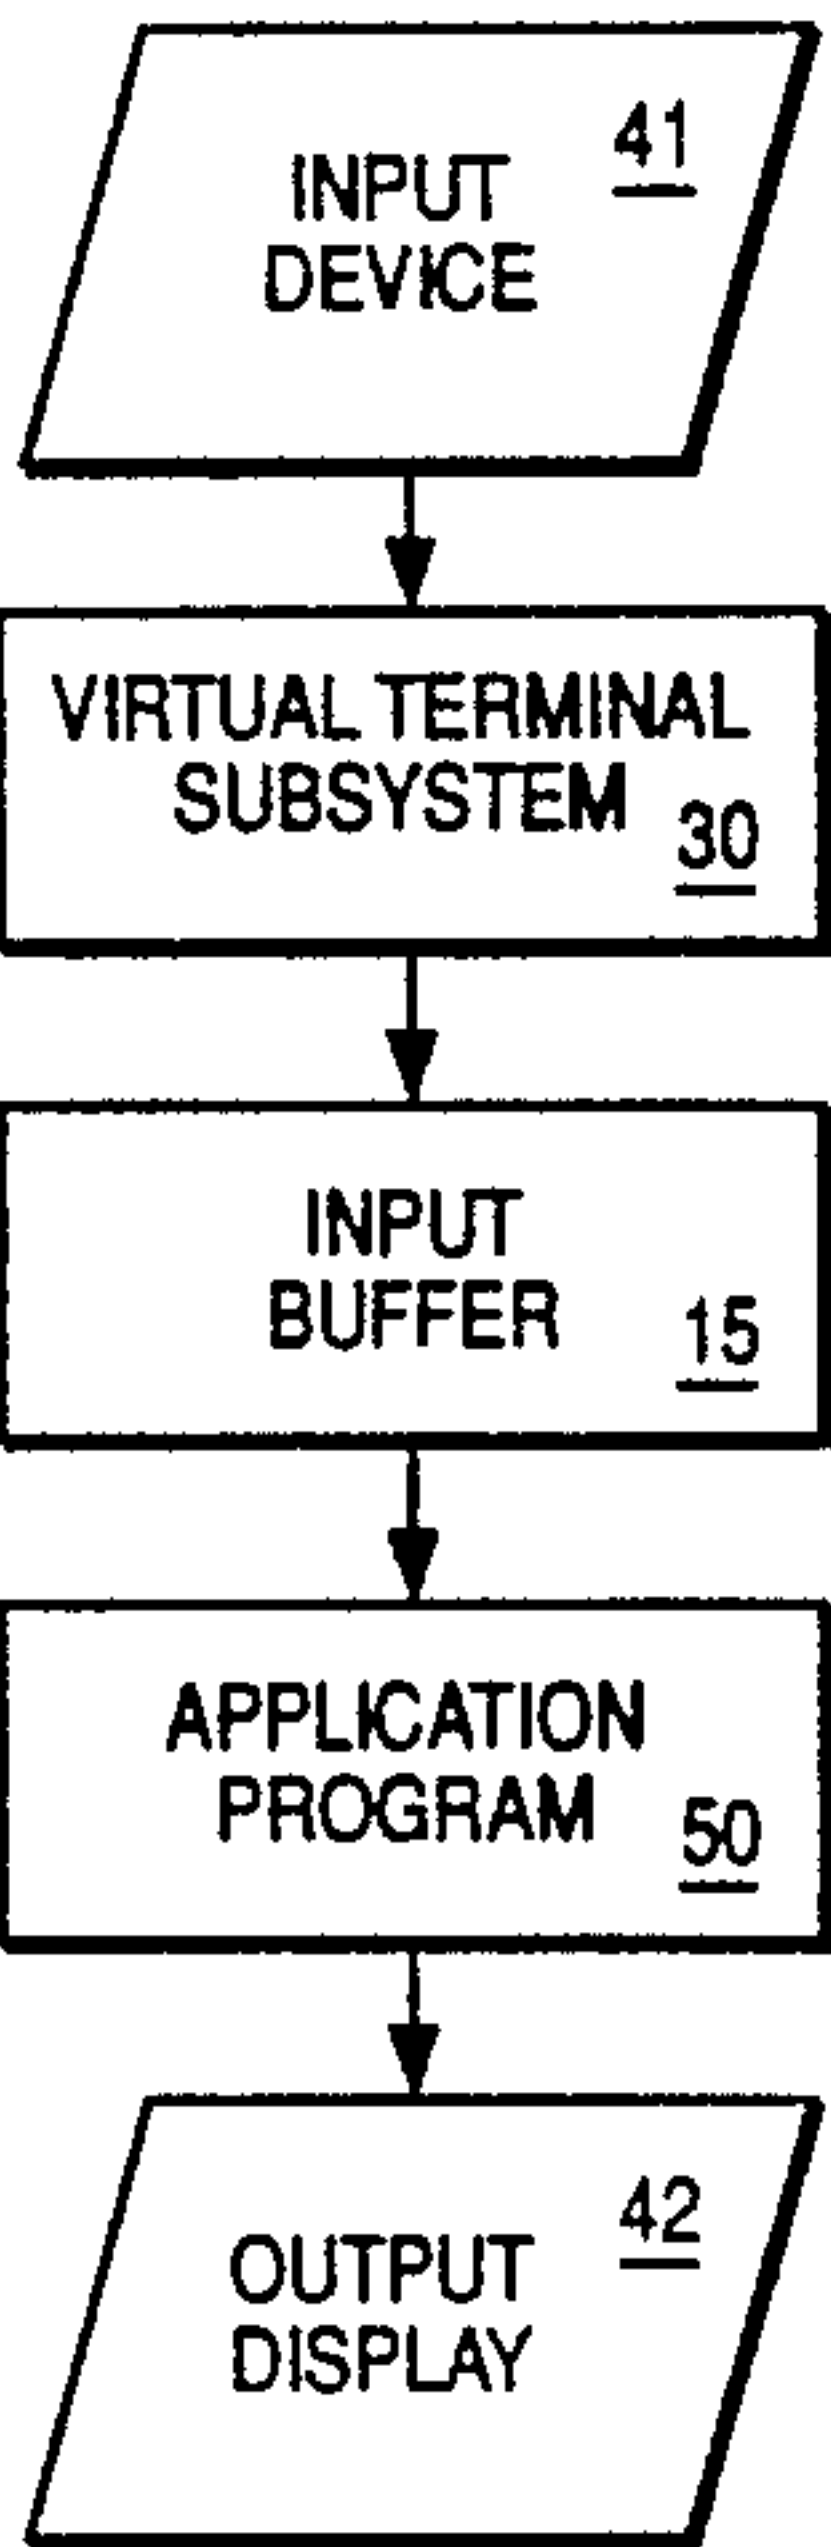 41
INPUT
DEVICE
VIRTUAL TERMINAL
SUBSYSTEM
30
INPUT
BUFFER
15
APPLICATION
PROGRAM
50
42
OUTPUT
DISPLAY